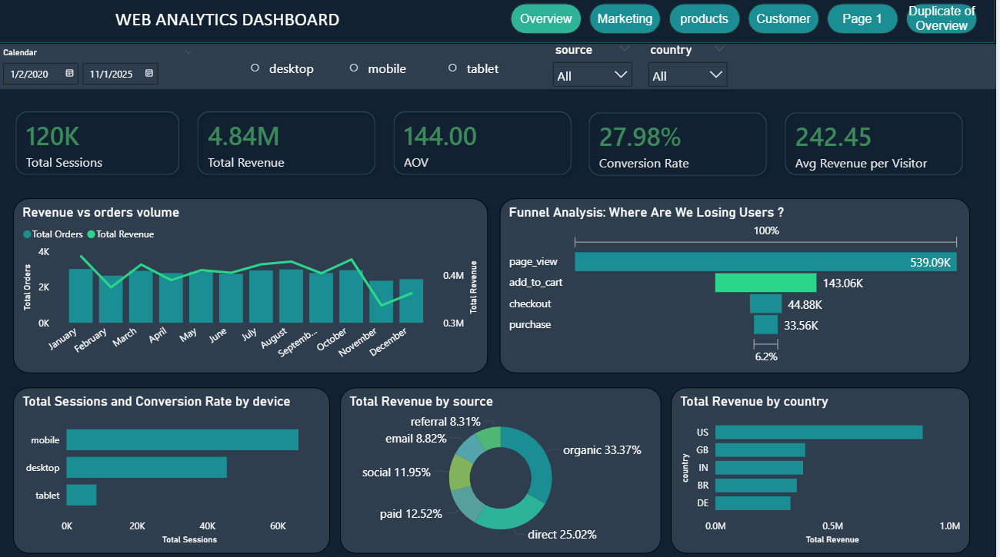 WEB ANALYTICS DASHBOARD
Overview
Marketing
products
Customer
Page 1
Duplicate of
Overview
Calendar
1/2/2020
11/1/2025
desktop
mobile
tablet
source
All
country
All
120K
Total Sessions
4.84M
Total Revenue
144.00
AOV
27.98%
Conversion Rate
242.45
Avg Revenue per Visitor
Revenue vs orders volume
Total Orders
Total Revenue
4K
2K
0K
Total Orders
0.4M
0.3M
Total Revenue
January
February
March
April
May
June
July
August
Septemb...
October
November
December
Funnel Analysis: Where Are We Losing Users ?
100%
page_view
539.09K
add_to_cart
143.06K
checkout
44.88K
purchase
33.56K
6.2%
Total Sessions and Conversion Rate by device
mobile
desktop
tablet
0K
20K
40K
60K
Total Sessions
Total Revenue by source
referral 8.31%
email 8.82%
social 11.95%
paid 12.52%
organic 33.37%
direct 25.02%
Total Revenue by country
country
US
GB
IN
BR
DE
0.0M
0.5M
1.0M
Total Revenue